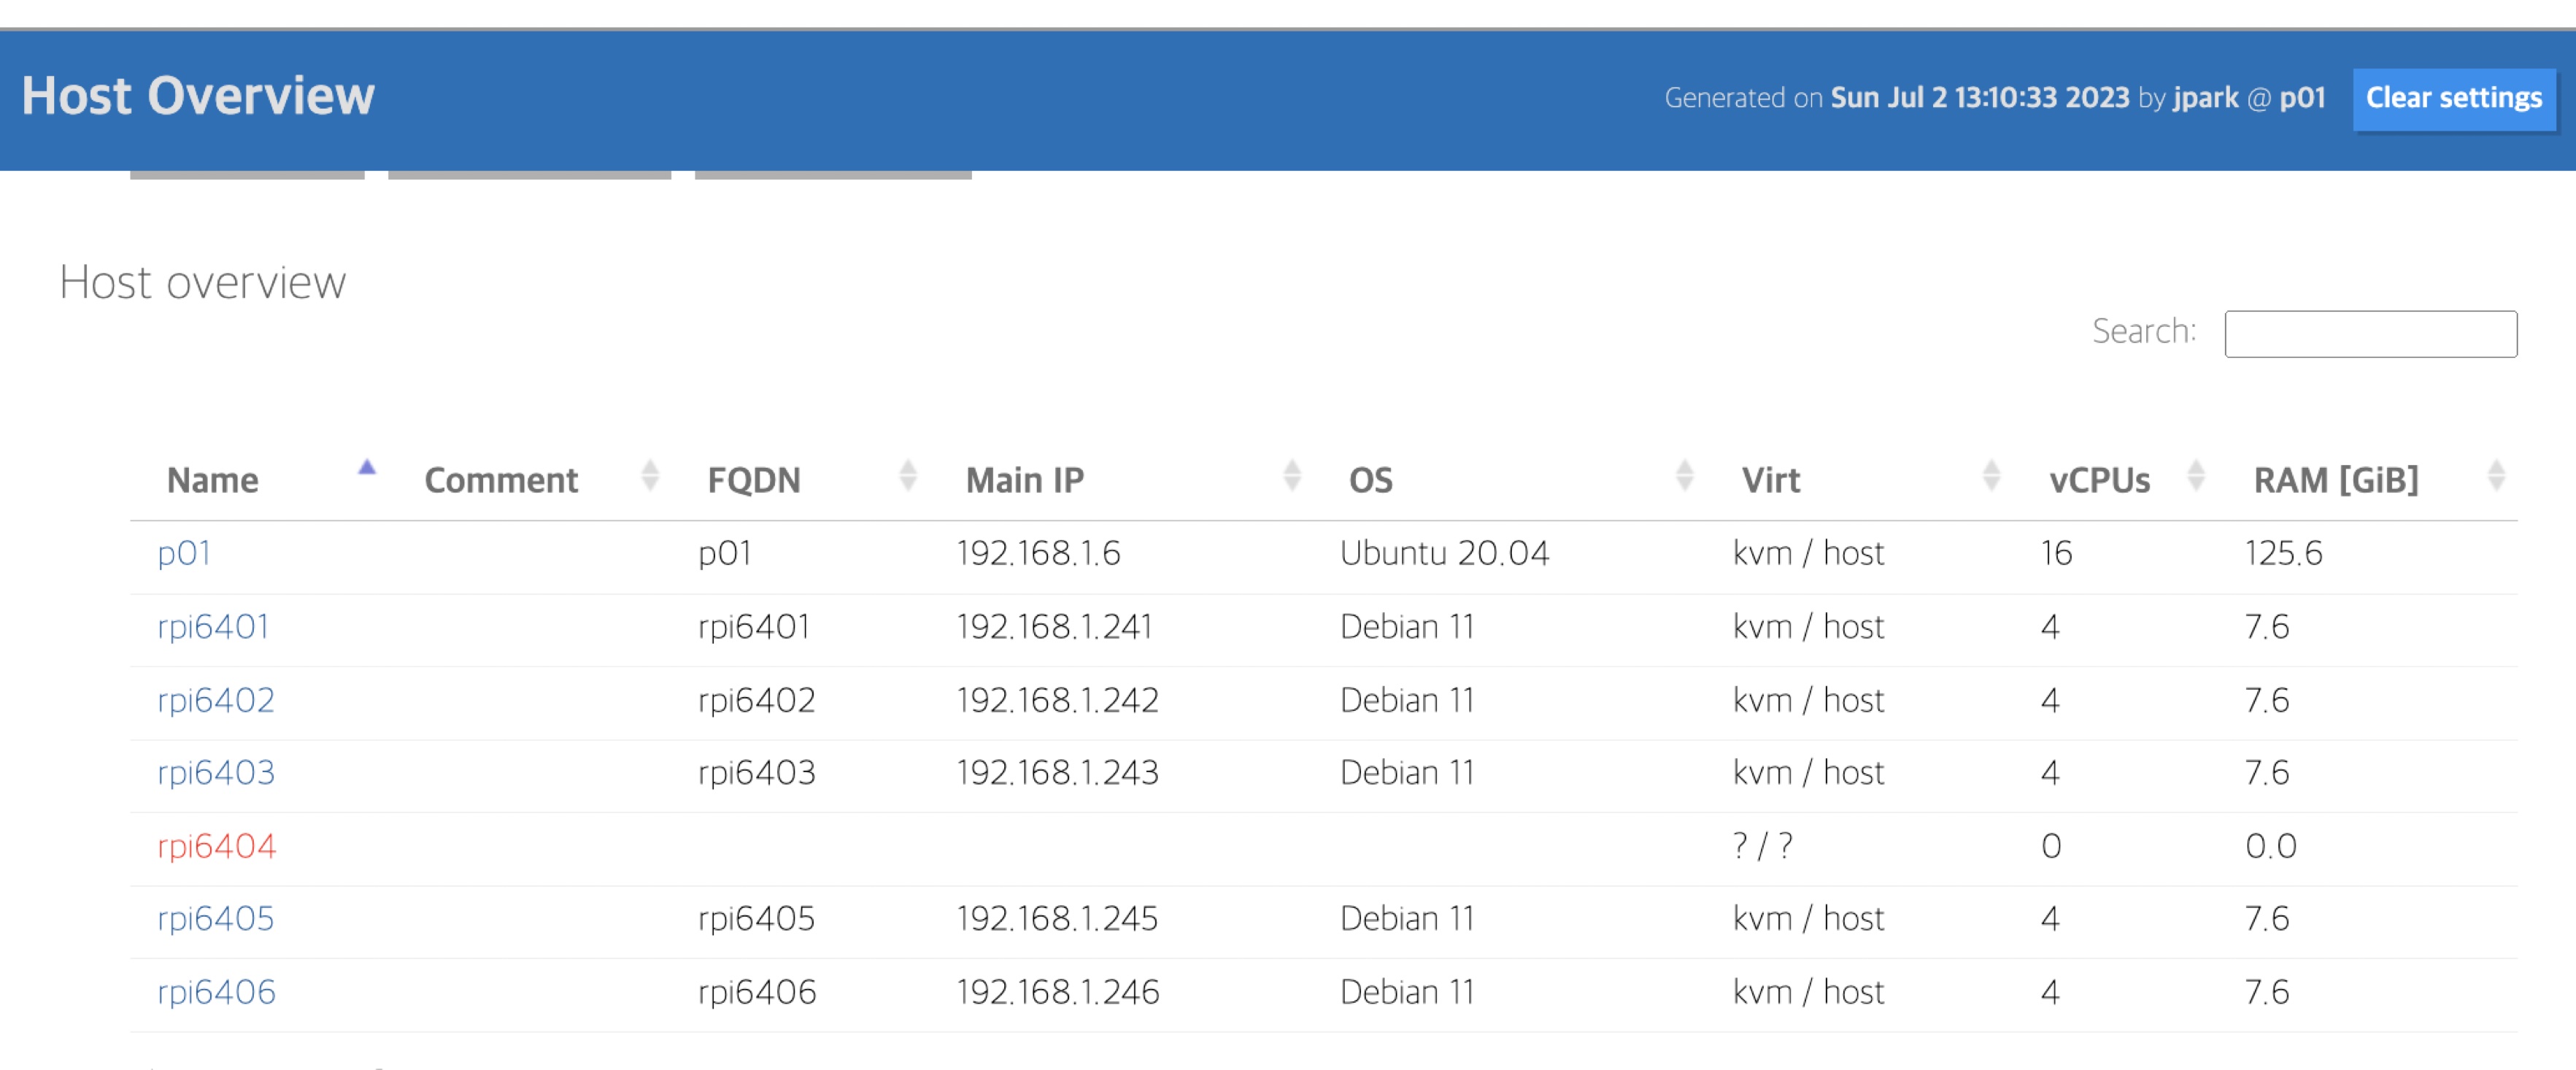 Host Overview
Generated on Sun Jul 2 13:10:33 2023 by jpark @ p01 Clear settings
Host overview
Search:
Name Comment FQDN Main IP OS Virt vCPUs RAM [GiB]
p01 p01 192.168.1.6 Ubuntu 20.04 kvm / host 16 125.6
rpi6401 rpi6401 192.168.1.241 Debian 11 kvm / host 4 7.6
rpi6402 rpi6402 192.168.1.242 Debian 11 kvm / host 4 7.6
rpi6403 rpi6403 192.168.1.243 Debian 11 kvm / host 4 7.6
rpi6404 ? / ? 0 0.0
rpi6405 rpi6405 192.168.1.245 Debian 11 kvm / host 4 7.6
rpi6406 rpi6406 192.168.1.246 Debian 11 kvm / host 4 7.6